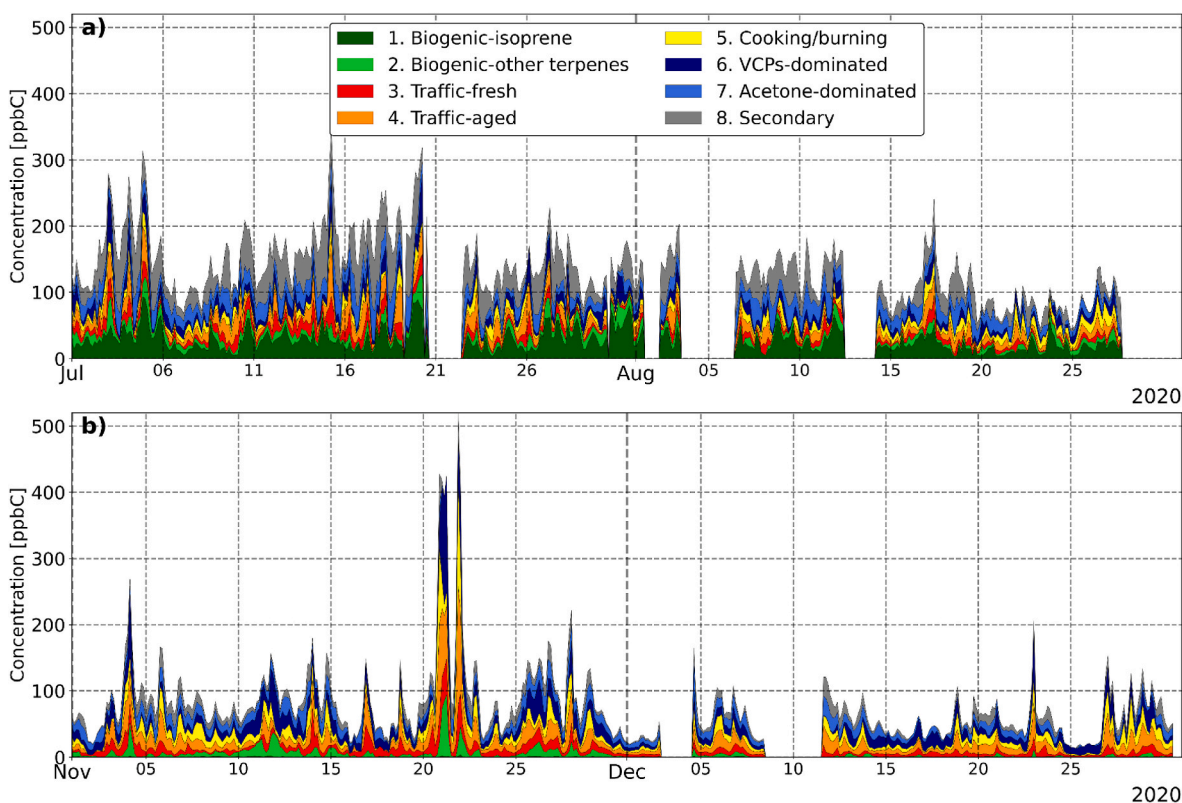 a)
1. Biogenic-isoprene
2. Biogenic-other terpenes
3. Traffic-fresh
4. Traffic-aged
5. Cooking/burning
6. VCPs-dominated
7. Acetone-dominated
8. Secondary
Concentration [ppbC]
500
400
300
200
100
0
Jul 06 11 16 21 26 Aug 05 10 15 20 25
2020
b)
Concentration [ppbC]
500
400
300
200
100
0
Nov 05 10 15 20 25 Dec 05 10 15 20 25
2020